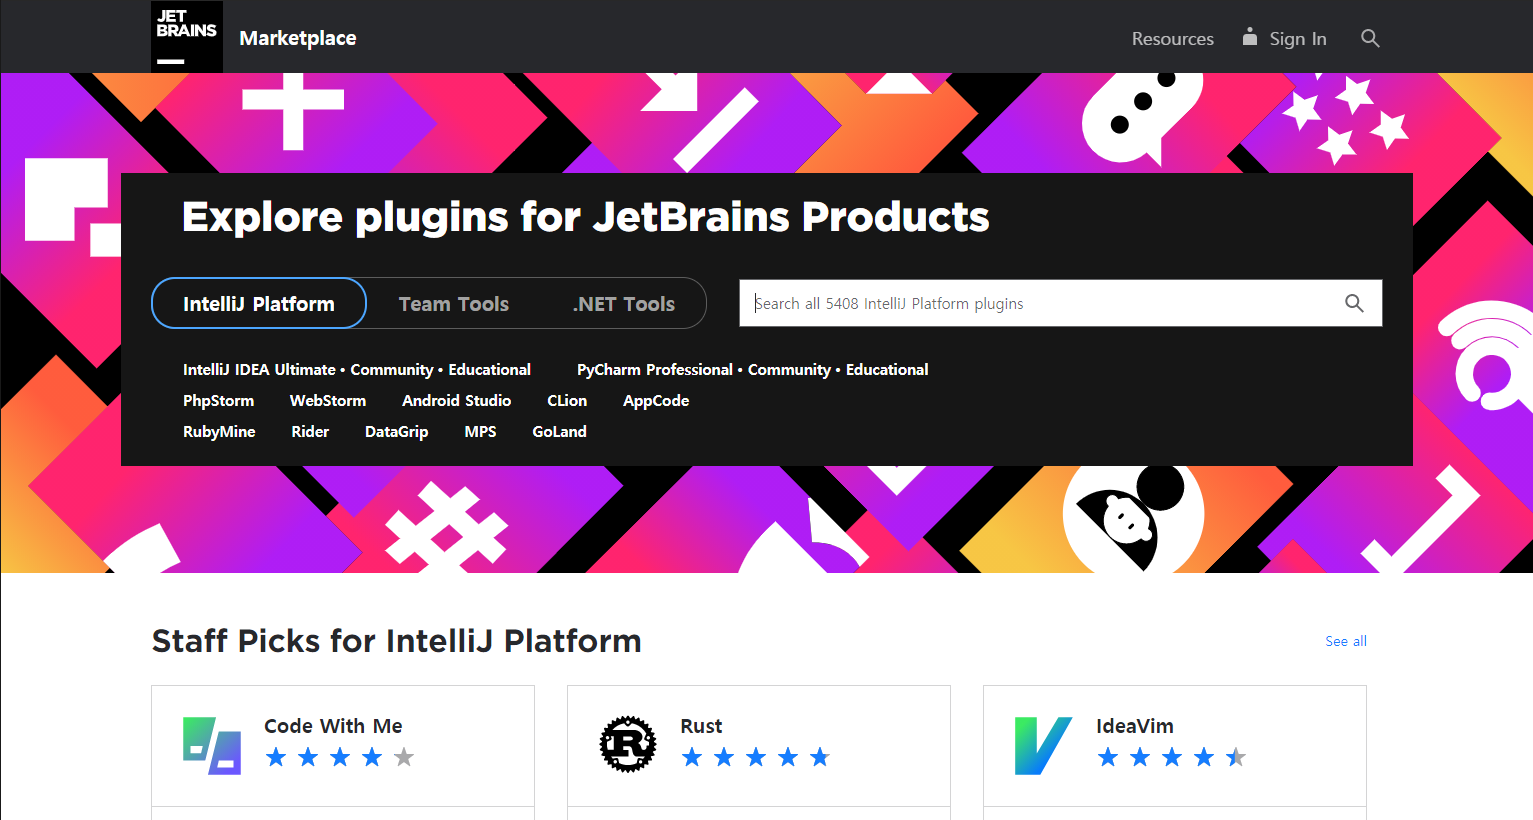 JET
BRAINS
Marketplace
Resources
Sign In
Explore plugins for JetBrains Products
IntelliJ Platform
Team Tools
.NET Tools
Search all 5408 IntelliJ Platform plugins
IntelliJ IDEA Ultimate • Community • Educational
PyCharm Professional • Community • Educational
PhpStorm
WebStorm
Android Studio
CLion
AppCode
RubyMine
Rider
DataGrip
MPS
GoLand
Staff Picks for IntelliJ Platform
See all
Code With Me
R
Rust
IdeaVim